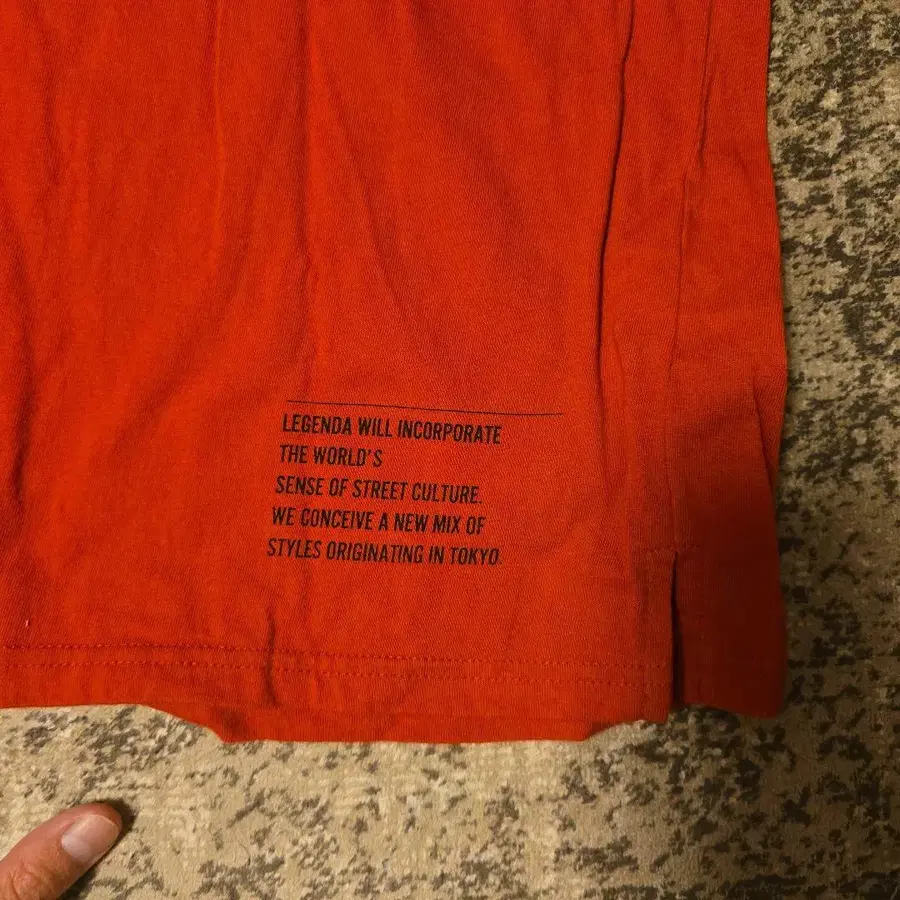 LEGENDA WILL INCORPORATE
THE WORLD'S
SENSE OF STREET CULTURE.
WE CONCEIVE A NEW MIX OF
STYLES ORIGINATING IN TOKYO.